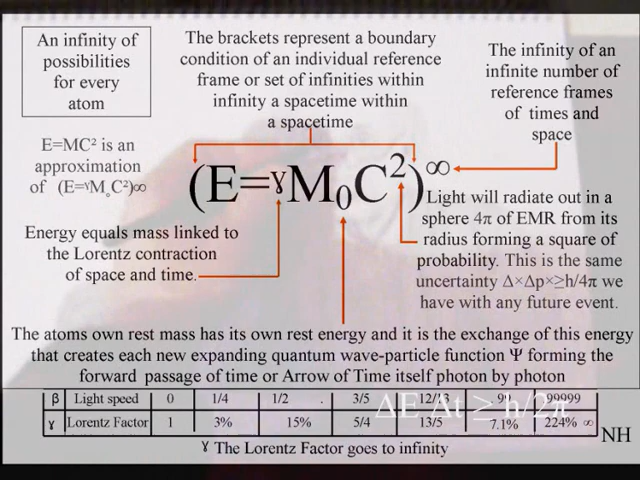 An infinity of
possibilities
for every
atom
The brackets represent a boundary
condition of an individual reference
frame or set of infinities within
infinity a spacetime within
a spacetime
The infinity of an
infinite number of
reference frames
of times and
space
E=MC² is an
approximation
of (E=ˠM₀C²)∞
(E=ɣM₀C²)∞
Energy equals mass linked to
the Lorentz contraction
of space and time.
Light will radiate out in a
sphere 4π of EMR from its
radius forming a square of
probability. This is the same
uncertainty Δ×Δp×≥h/4π we
have with any future event.
The atoms own rest mass has its own rest energy and it is the exchange of this energy
that creates each new expanding quantum wave-particle function Ψ forming the
forward passage of time or Arrow of Time itself photon by photon
β Light speed 0 1/4 1/2 3/5 12/13 99 99999
ΔE Δt ≥ h/2π
ɣ Lorentz Factor 1 3% 15% 5/4 13/5 7.1% 224% ∞
NH
ɣ The Lorentz Factor goes to infinity